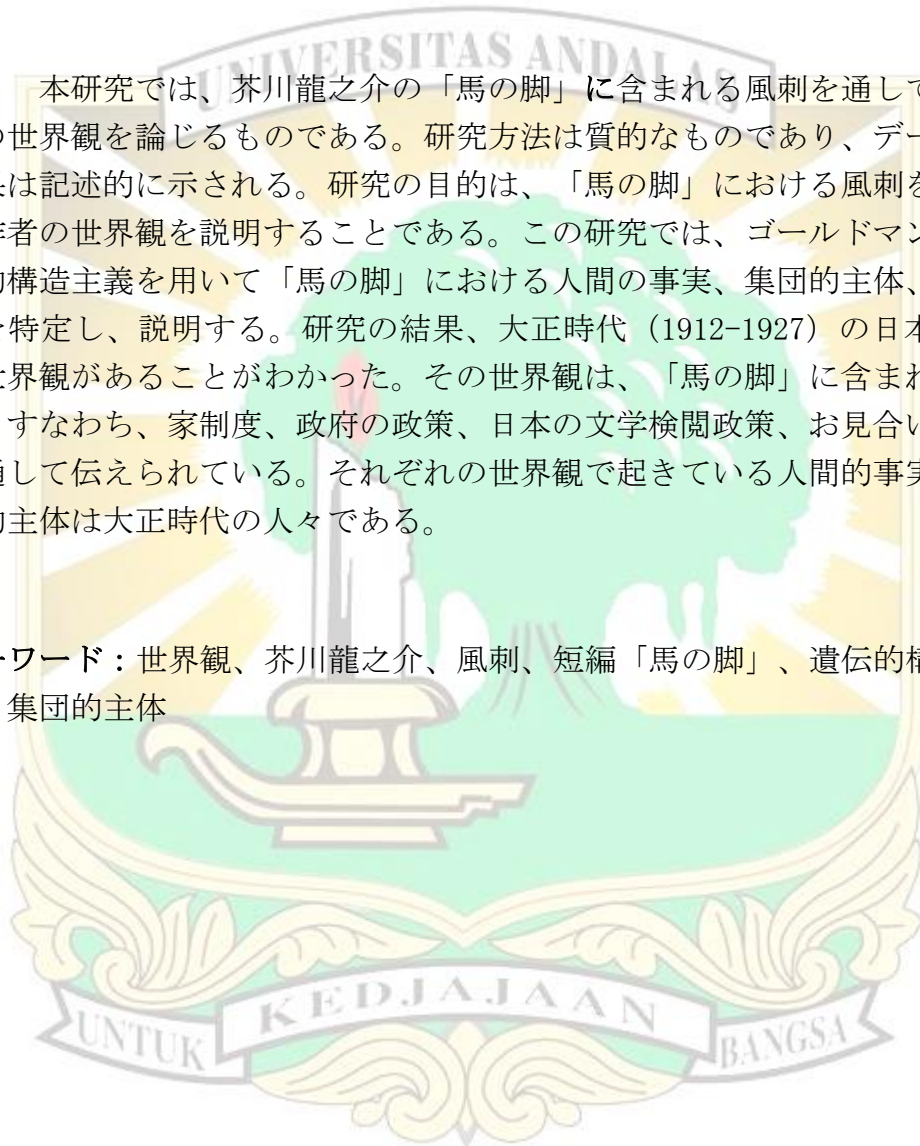 UNIVERSITAS ANDALAS
本研究では、芥川龍之介の「馬の脚」に含まれる風刺を通して
の世界観を論じるものである。研究方法は質的なものであり、デー
は記述的に示される。研究の目的は、「馬の脚」における風刺を
者の世界観を説明することである。この研究では、ゴールドマン
的構造主義を用いて「馬の脚」における人間の事実、集団的主体、
を特定し、説明する。研究の結果、大正時代（1912-1927）の日本
世界観があることがわかった。その世界観は、「馬の脚」に含まれ
すなわち、家制度、政府の政策、日本の文学検閲政策、お見合い
通して伝えられている。それぞれの世界観で起きている人間的事実
的主体は大正時代の人々である。
ーワード：世界観、芥川龍之介、風刺、短編「馬の脚」、遺伝的構
集団的主体
UNTUK KEDJAJAAN BANGSA